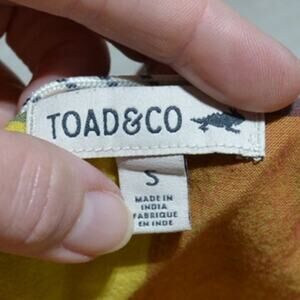 TOAD&CO
S
MADE IN
INDIA
FABRIQUE
EN INDE